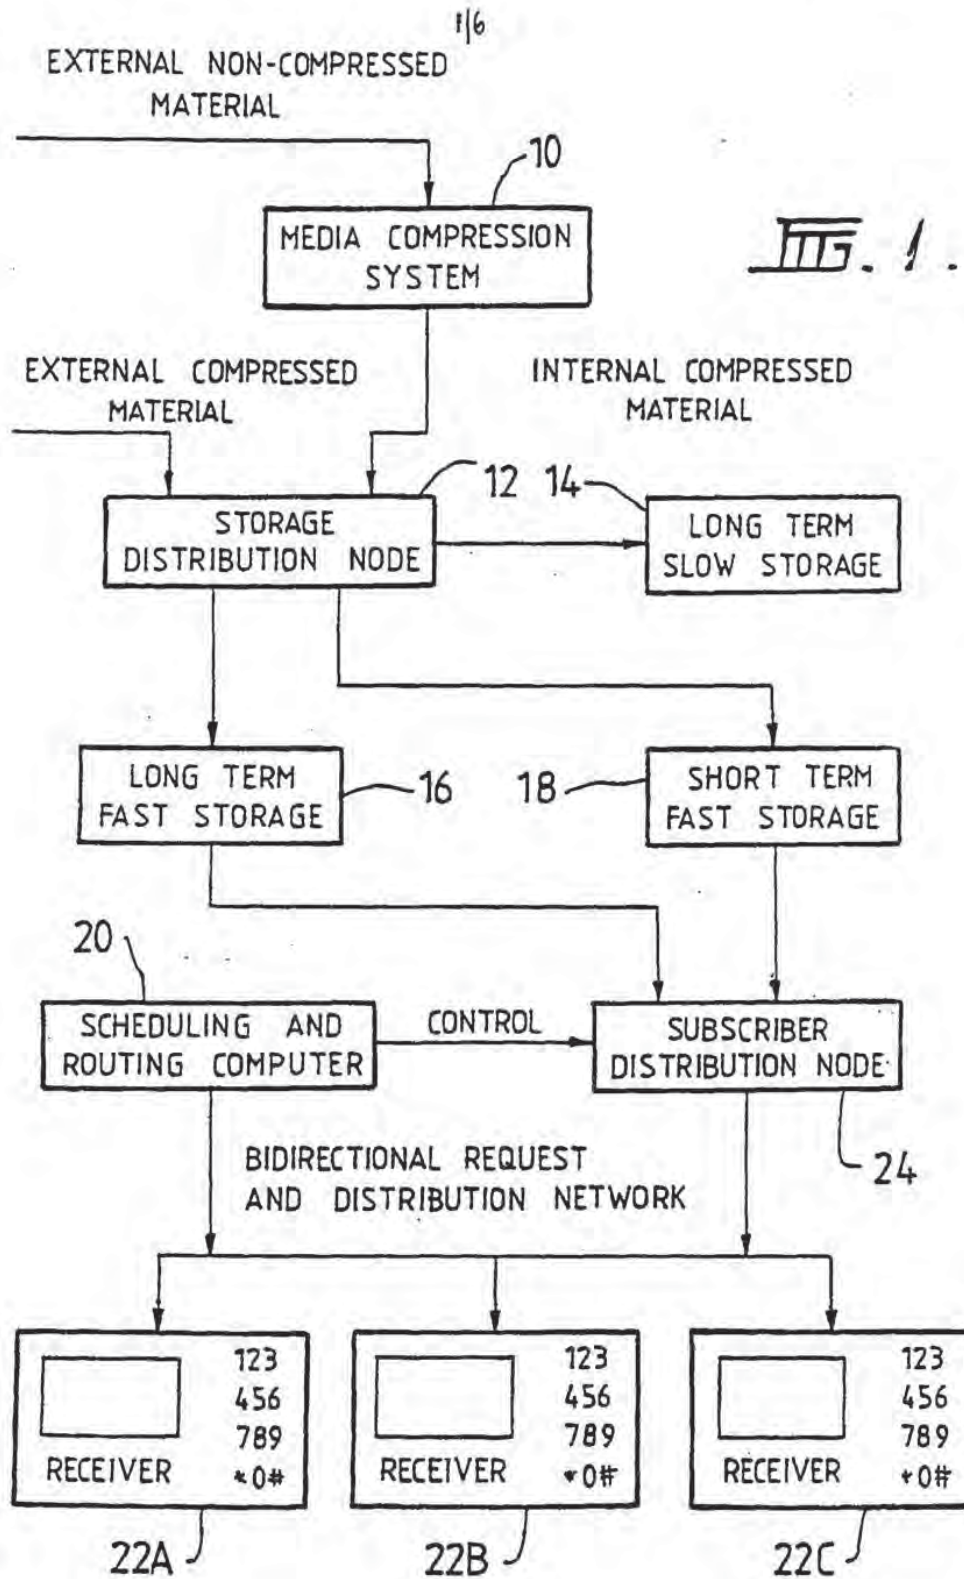 1/6
EXTERNAL NON-COMPRESSED
MATERIAL
10
MEDIA COMPRESSION
SYSTEM
FIG. 1.
EXTERNAL COMPRESSED
MATERIAL
INTERNAL COMPRESSED
MATERIAL
12
14
STORAGE
DISTRIBUTION NODE
LONG TERM
SLOW STORAGE
LONG TERM
FAST STORAGE
16
18
SHORT TERM
FAST STORAGE
20
SCHEDULING AND
ROUTING COMPUTER
CONTROL
SUBSCRIBER
DISTRIBUTION NODE
24
BIDIRECTIONAL REQUEST
AND DISTRIBUTION NETWORK
123
456
789
RECEIVER
*0#
22A
123
456
789
RECEIVER
*0#
22B
123
456
789
RECEIVER
*0#
22C